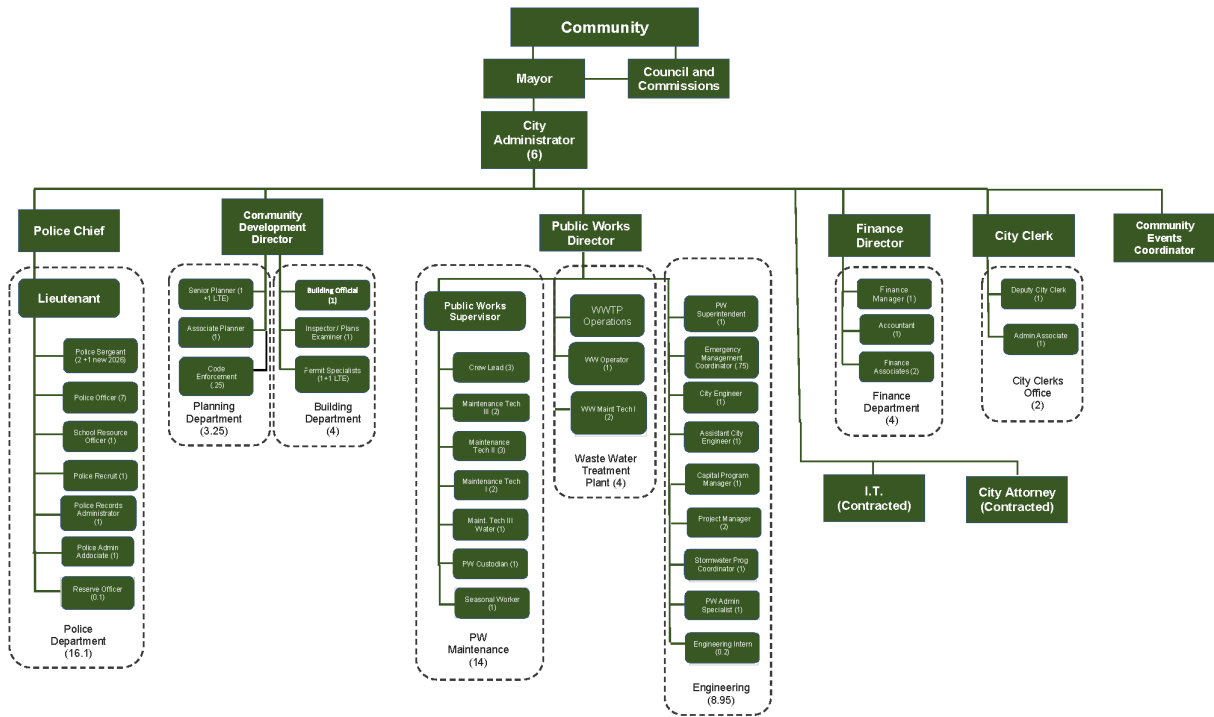 Community
Mayor
Council and
Commissions
City
Administrator
(6)
Police Chief
Community
Development
Director
Public Works
Director
Finance
Director
City Clerk
Community
Events
Coordinator
Lieutenant
Police Sergeant
(2 +1 new 2026)
Police Officer (7)
School Resource
Officer (1)
Police Recruit (1)
Police Records
Administrator
(1)
Police Admin
Addociate (1)
Reserve Officer
(0.1)
Police
Department
(16.1)
Senior Planner (1
+1 LTE)
Associate Planner
(1)
Code
Enforcement
(.25)
Planning
Department
(3.25)
Building Official
(1)
Inspector / Plans
Examiner (1)
Permit Specialists
(1+1 LTE)
Building
Department
(4)
Public Works
Supervisor
Crew Lead (3)
Maintenance Tech
III (2)
Maintenance
Tech II (3)
Maintenance Tech
I (2)
Maint. Tech III
Water (1)
PW Custodian (1)
Seasonal Worker
(1)
PW
Maintenance
(14)
WWTP
Operations
WW Operator
(1)
WW Maint Tech I
(2)
Waste Water
Treatment
Plant (4)
PW
Superintendent
(1)
Emergency
Management
Coordinator (.75)
City Engineer
(1)
Assistant City
Engineer (1)
Capital Program
Manager (1)
Project Manager
(2)
Stormwater Prog
Coordinator (1)
PW Admin
Specialist (1)
Engineering Intern
(0.2)
Engineering
(8.95)
Finance
Manager (1)
Accountant
(1)
Finance
Associates (2)
Finance
Department
(4)
Deputy City Clerk
(1)
Admin Associate
(1)
City Clerks
Office
(2)
I.T.
(Contracted)
City Attorney
(Contracted)